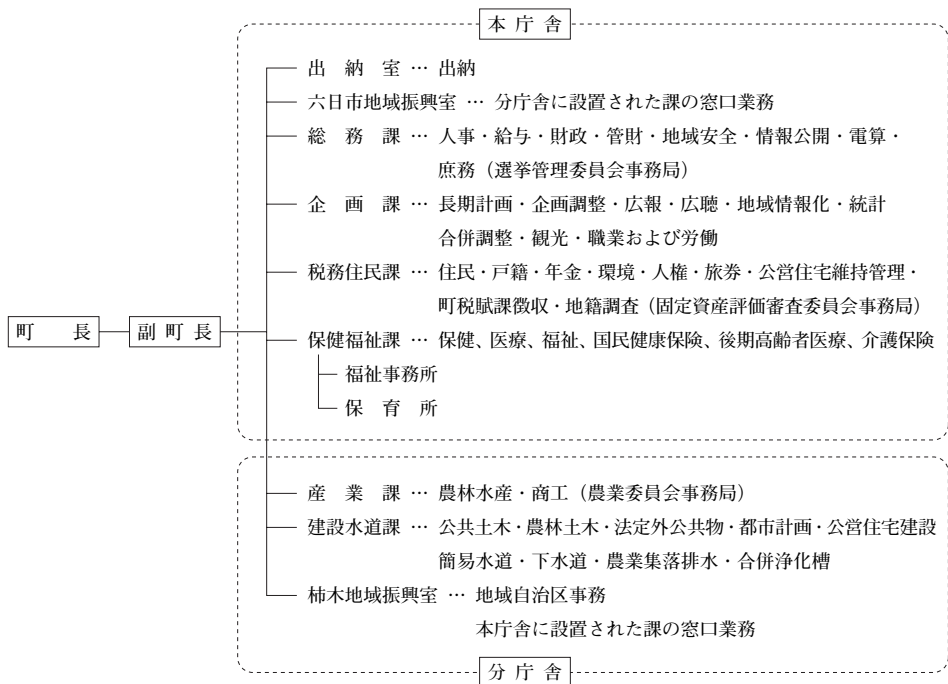 本庁舎
出納室 … 出納
六日市地域振興室 … 分庁舎に設置された課の窓口業務
総務課 … 人事・給与・財政・管財・地域安全・情報公開・電算・
庶務（選挙管理委員会事務局）
企画課 … 長期計画・企画調整・広報・広聴・地域情報化・統計
合併調整・観光・職業および労働
税務住民課 … 住民・戸籍・年金・環境・人権・旅券・公営住宅維持管理・
町税賦課徴収・地籍調査（固定資産評価審査委員会事務局）
町長
副町長
保健福祉課 … 保健、医療、福祉、国民健康保険、後期高齢者医療、介護保険
福祉事務所
保育所
産業課 … 農林水産・商工（農業委員会事務局）
建設水道課 … 公共土木・農林土木・法定外公共物・都市計画・公営住宅建設
簡易水道・下水道・農業集落排水・合併浄化槽
柿木地域振興室 … 地域自治区事務
本庁舎に設置された課の窓口業務
分庁舎